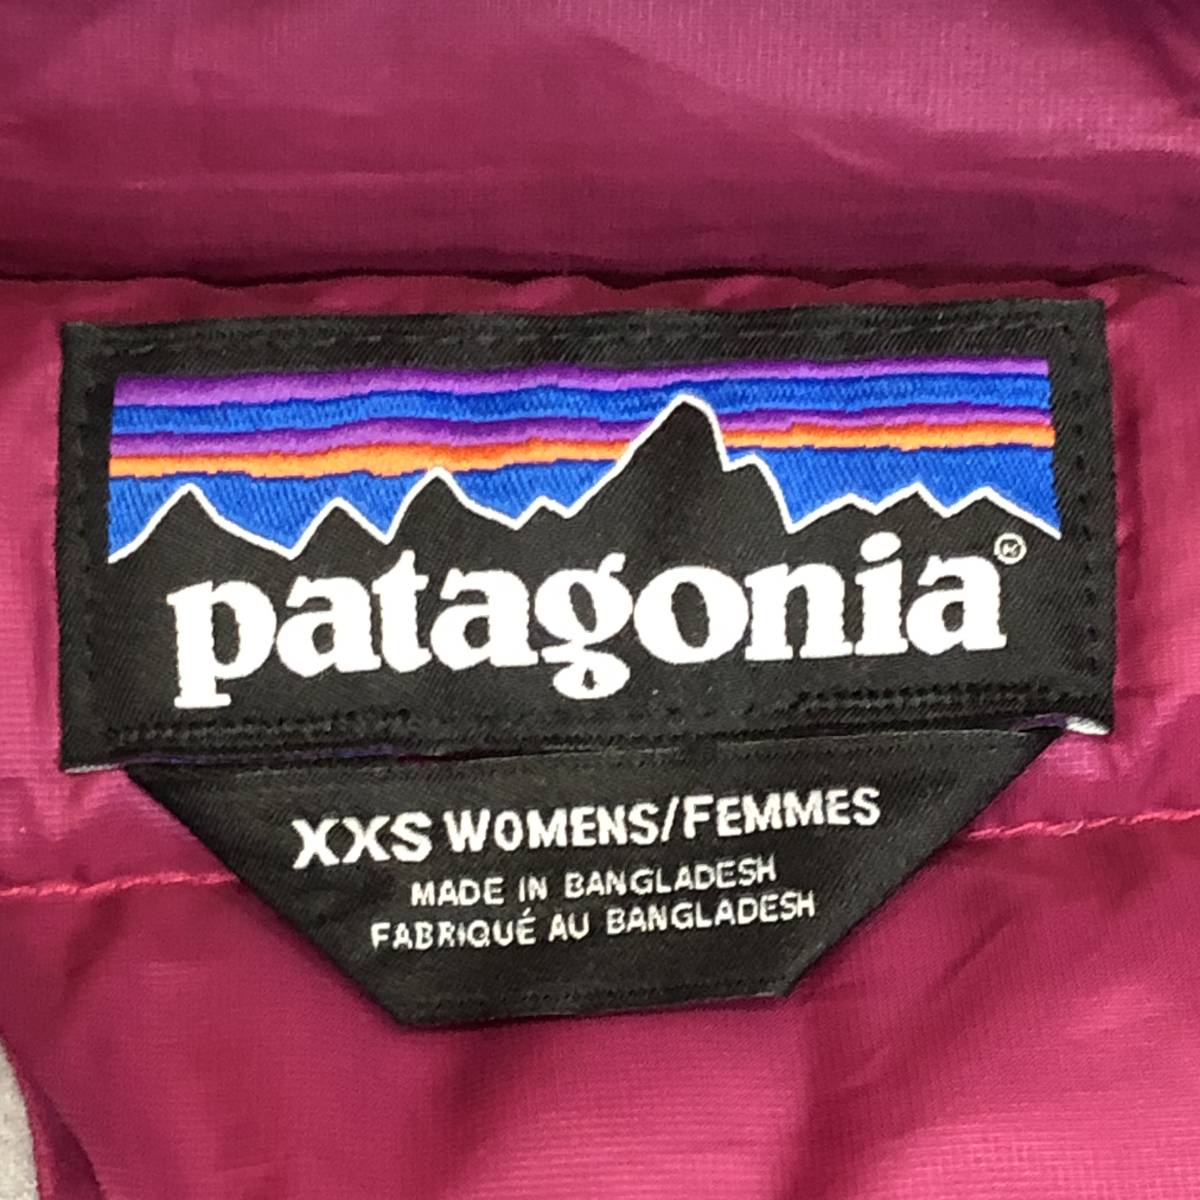 patagonia®
XXS WOMENS/FEMMES
MADE IN BANGLADESH
FABRIQUÉ AU BANGLADESH